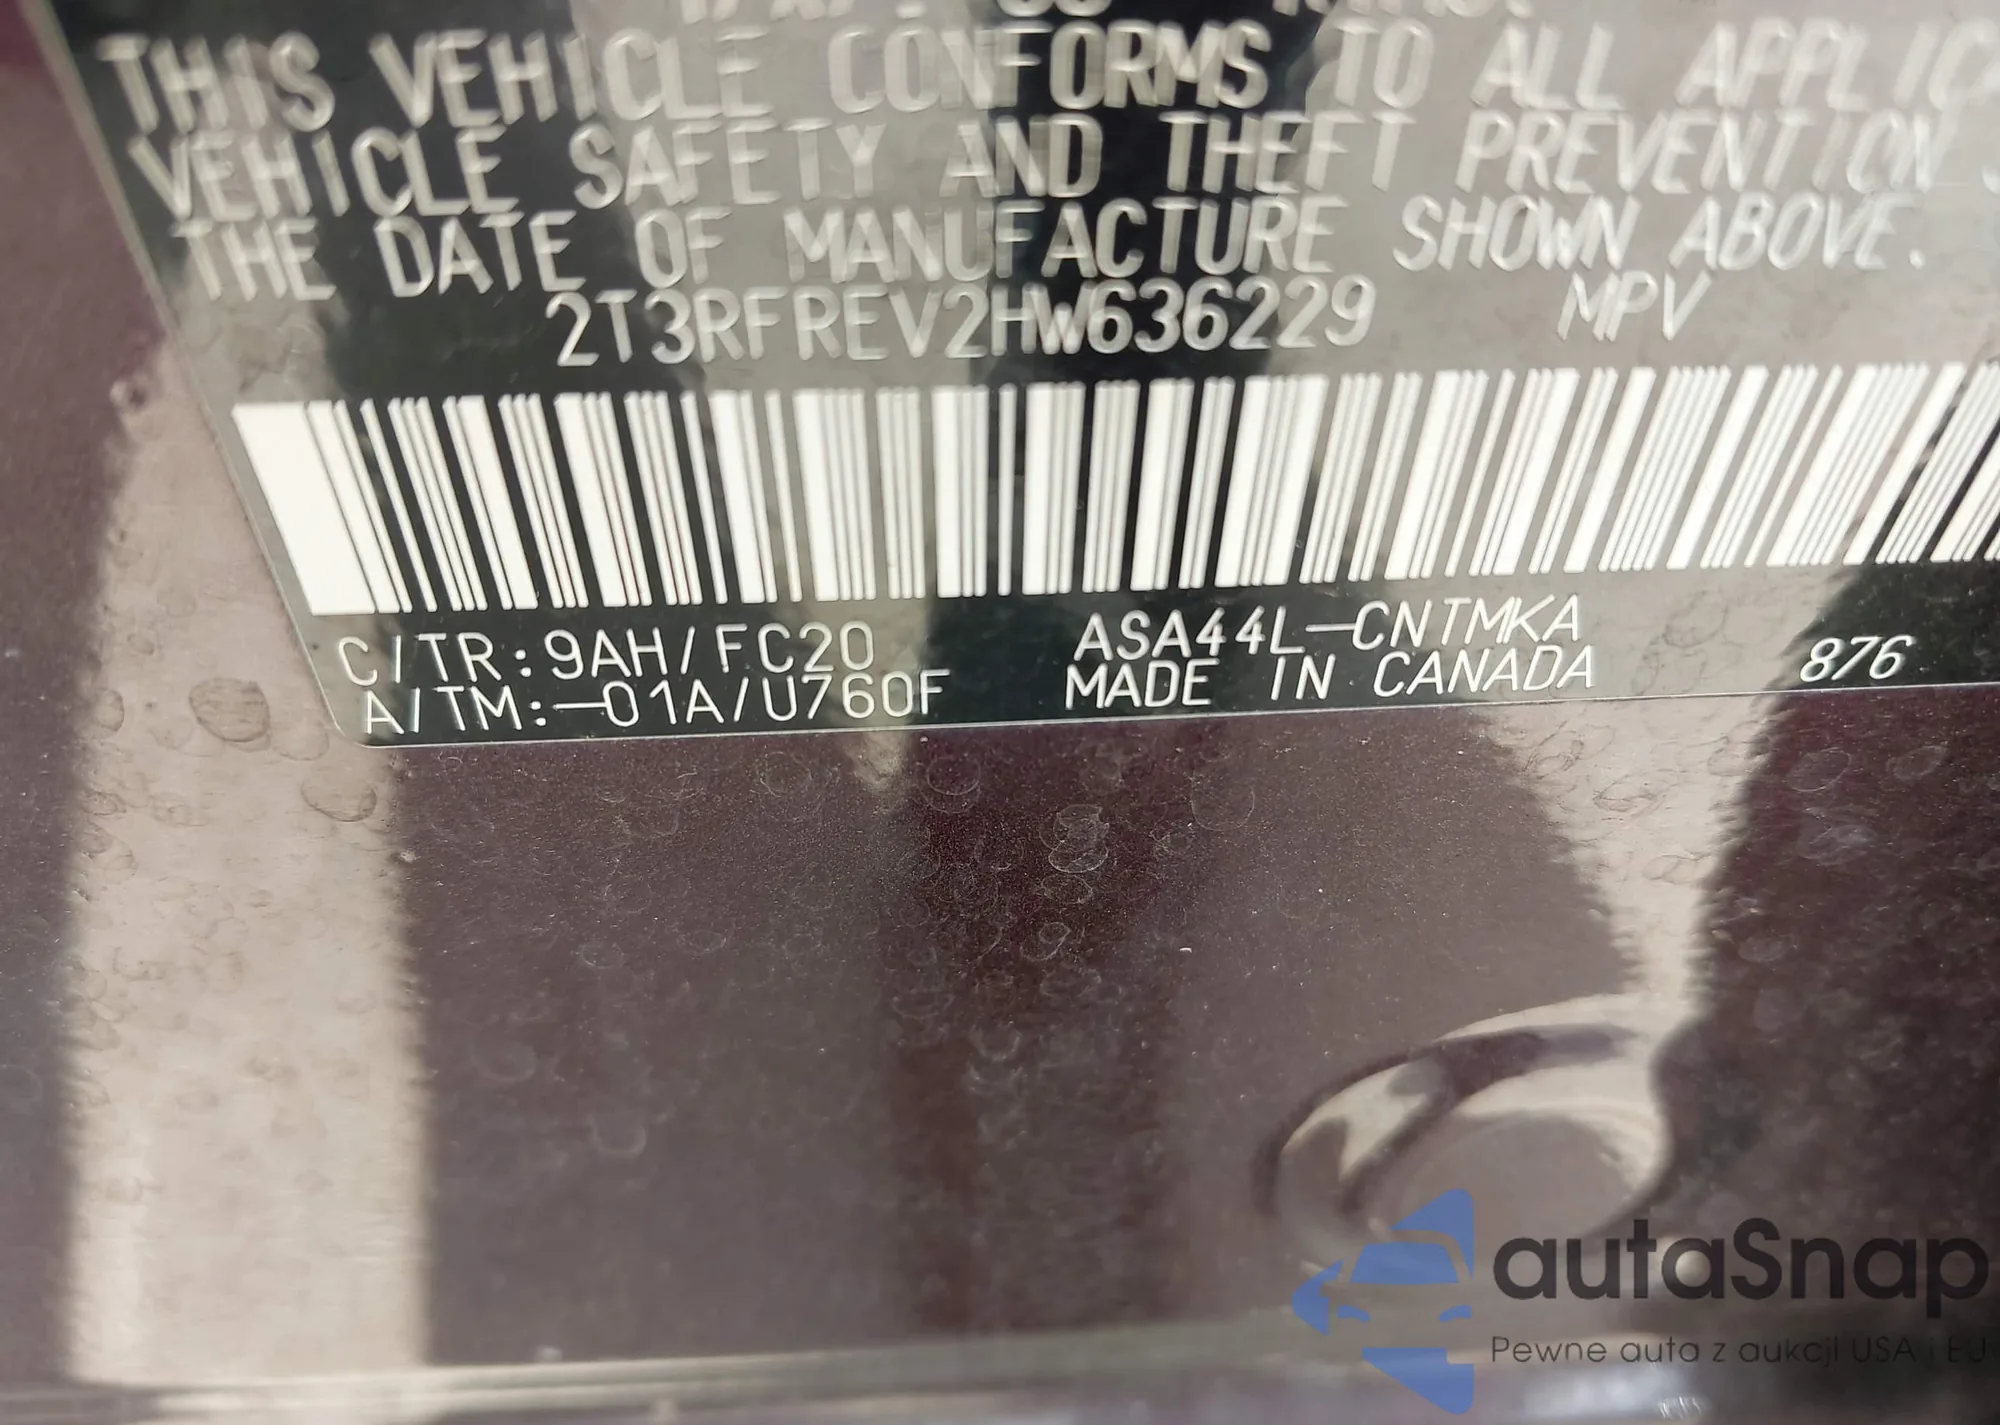 THIS VEHICLE CONFORMS TO ALL
VEHICLE SAFETY AND THEFT PREVENTION
THE DATE OF MANUFACTURE SHOWN ABOVE.
2T3RFREV2HW636229 MPV
C/TR:9AH/FC20 ASA44L-CNTMKA
A/TM:-01A/U760F MADE IN CANADA 876
autaSnap
Pewne auta z aukcji USA i EU